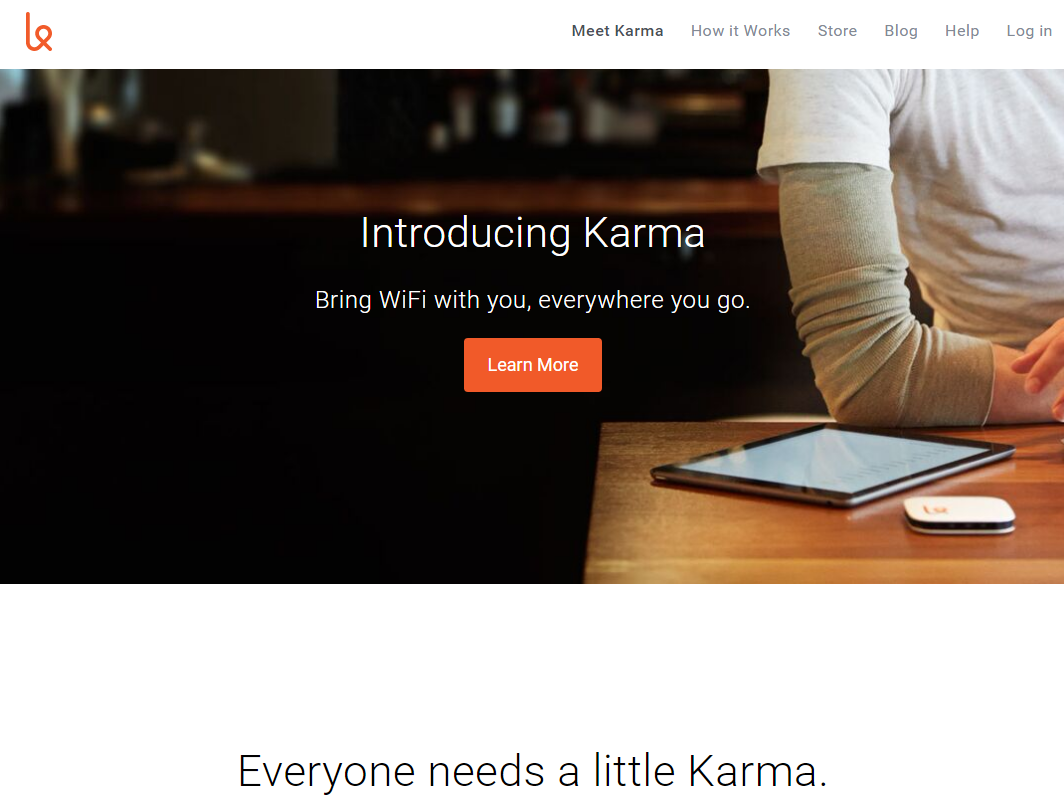 Meet Karma How it Works Store Blog Help Log in
Introducing Karma
Bring WiFi with you, everywhere you go.
Learn More
Everyone needs a little Karma.